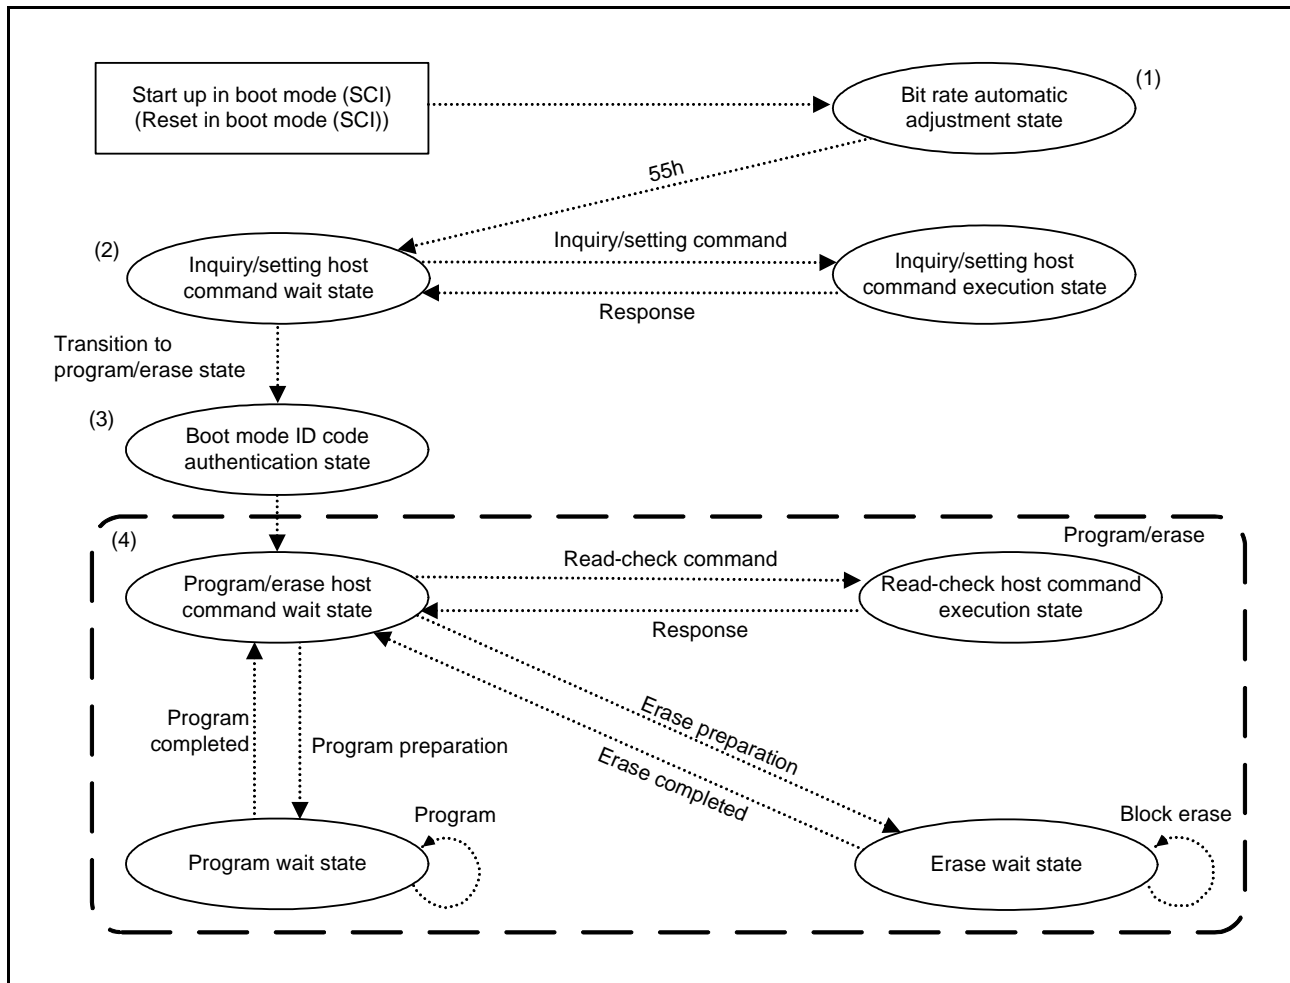 Start up in boot mode (SCI)
(Reset in boot mode (SCI))
(1)
Bit rate automatic
adjustment state
55h
(2)
Inquiry/setting host
command wait state
Inquiry/setting command
Response
Inquiry/setting host
command execution state
Transition to
program/erase state
(3)
Boot mode ID code
authentication state
(4)
Program/erase
Program/erase host
command wait state
Read-check command
Response
Read-check host command
execution state
Program
completed
Program preparation
Erase preparation
Erase completed
Program
Program wait state
Block erase
Erase wait state